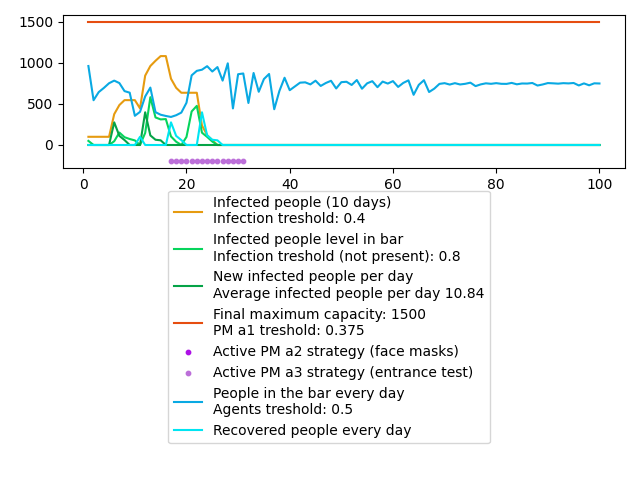 1500
1000
500
0
0 20 40 60 80 100
Infected people (10 days)
Infection treshold: 0.4
Infected people level in bar
Infection treshold (not present): 0.8
New infected people per day
Average infected people per day 10.84
Final maximum capacity: 1500
PM a1 treshold: 0.375
Active PM a2 strategy (face masks)
Active PM a3 strategy (entrance test)
People in the bar every day
Agents treshold: 0.5
Recovered people every day